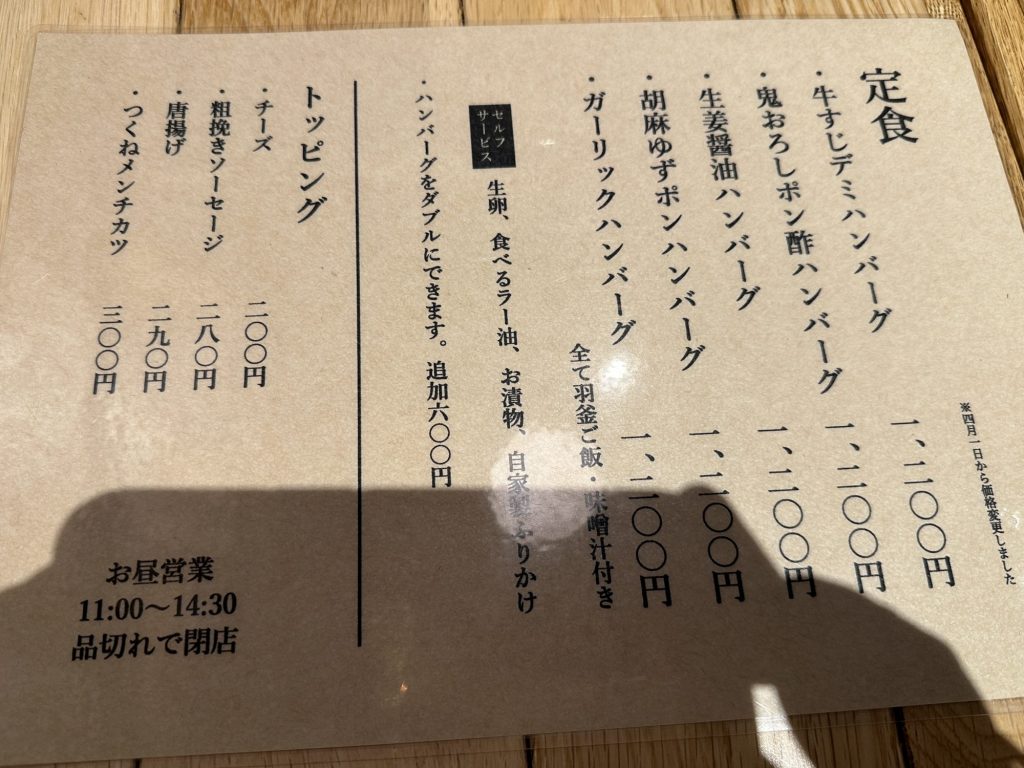 ※四月一日から価格変更しました
定食
・牛すじデミハンバーグ 一、二〇〇円
・鬼おろしポン酢ハンバーグ 一、二〇〇円
・生姜醤油ハンバーグ 一、二〇〇円
・胡麻ゆずポンハンバーグ 一、二〇〇円
・ガーリックハンバーグ 一、二〇〇円
全て羽釜ご飯・味噌汁付き
セルフ
サービス
生卵、食べるラー油、お漬物、自家製ふりかけ
・ハンバーグをダブルにできます。追加六〇〇円
トッピング
・チーズ 二〇〇円
・粗挽きソーセージ 二八〇円
・唐揚げ 二九〇円
・つくねメンチカツ 三〇〇円
お昼営業
11:00～14:30
品切れで閉店